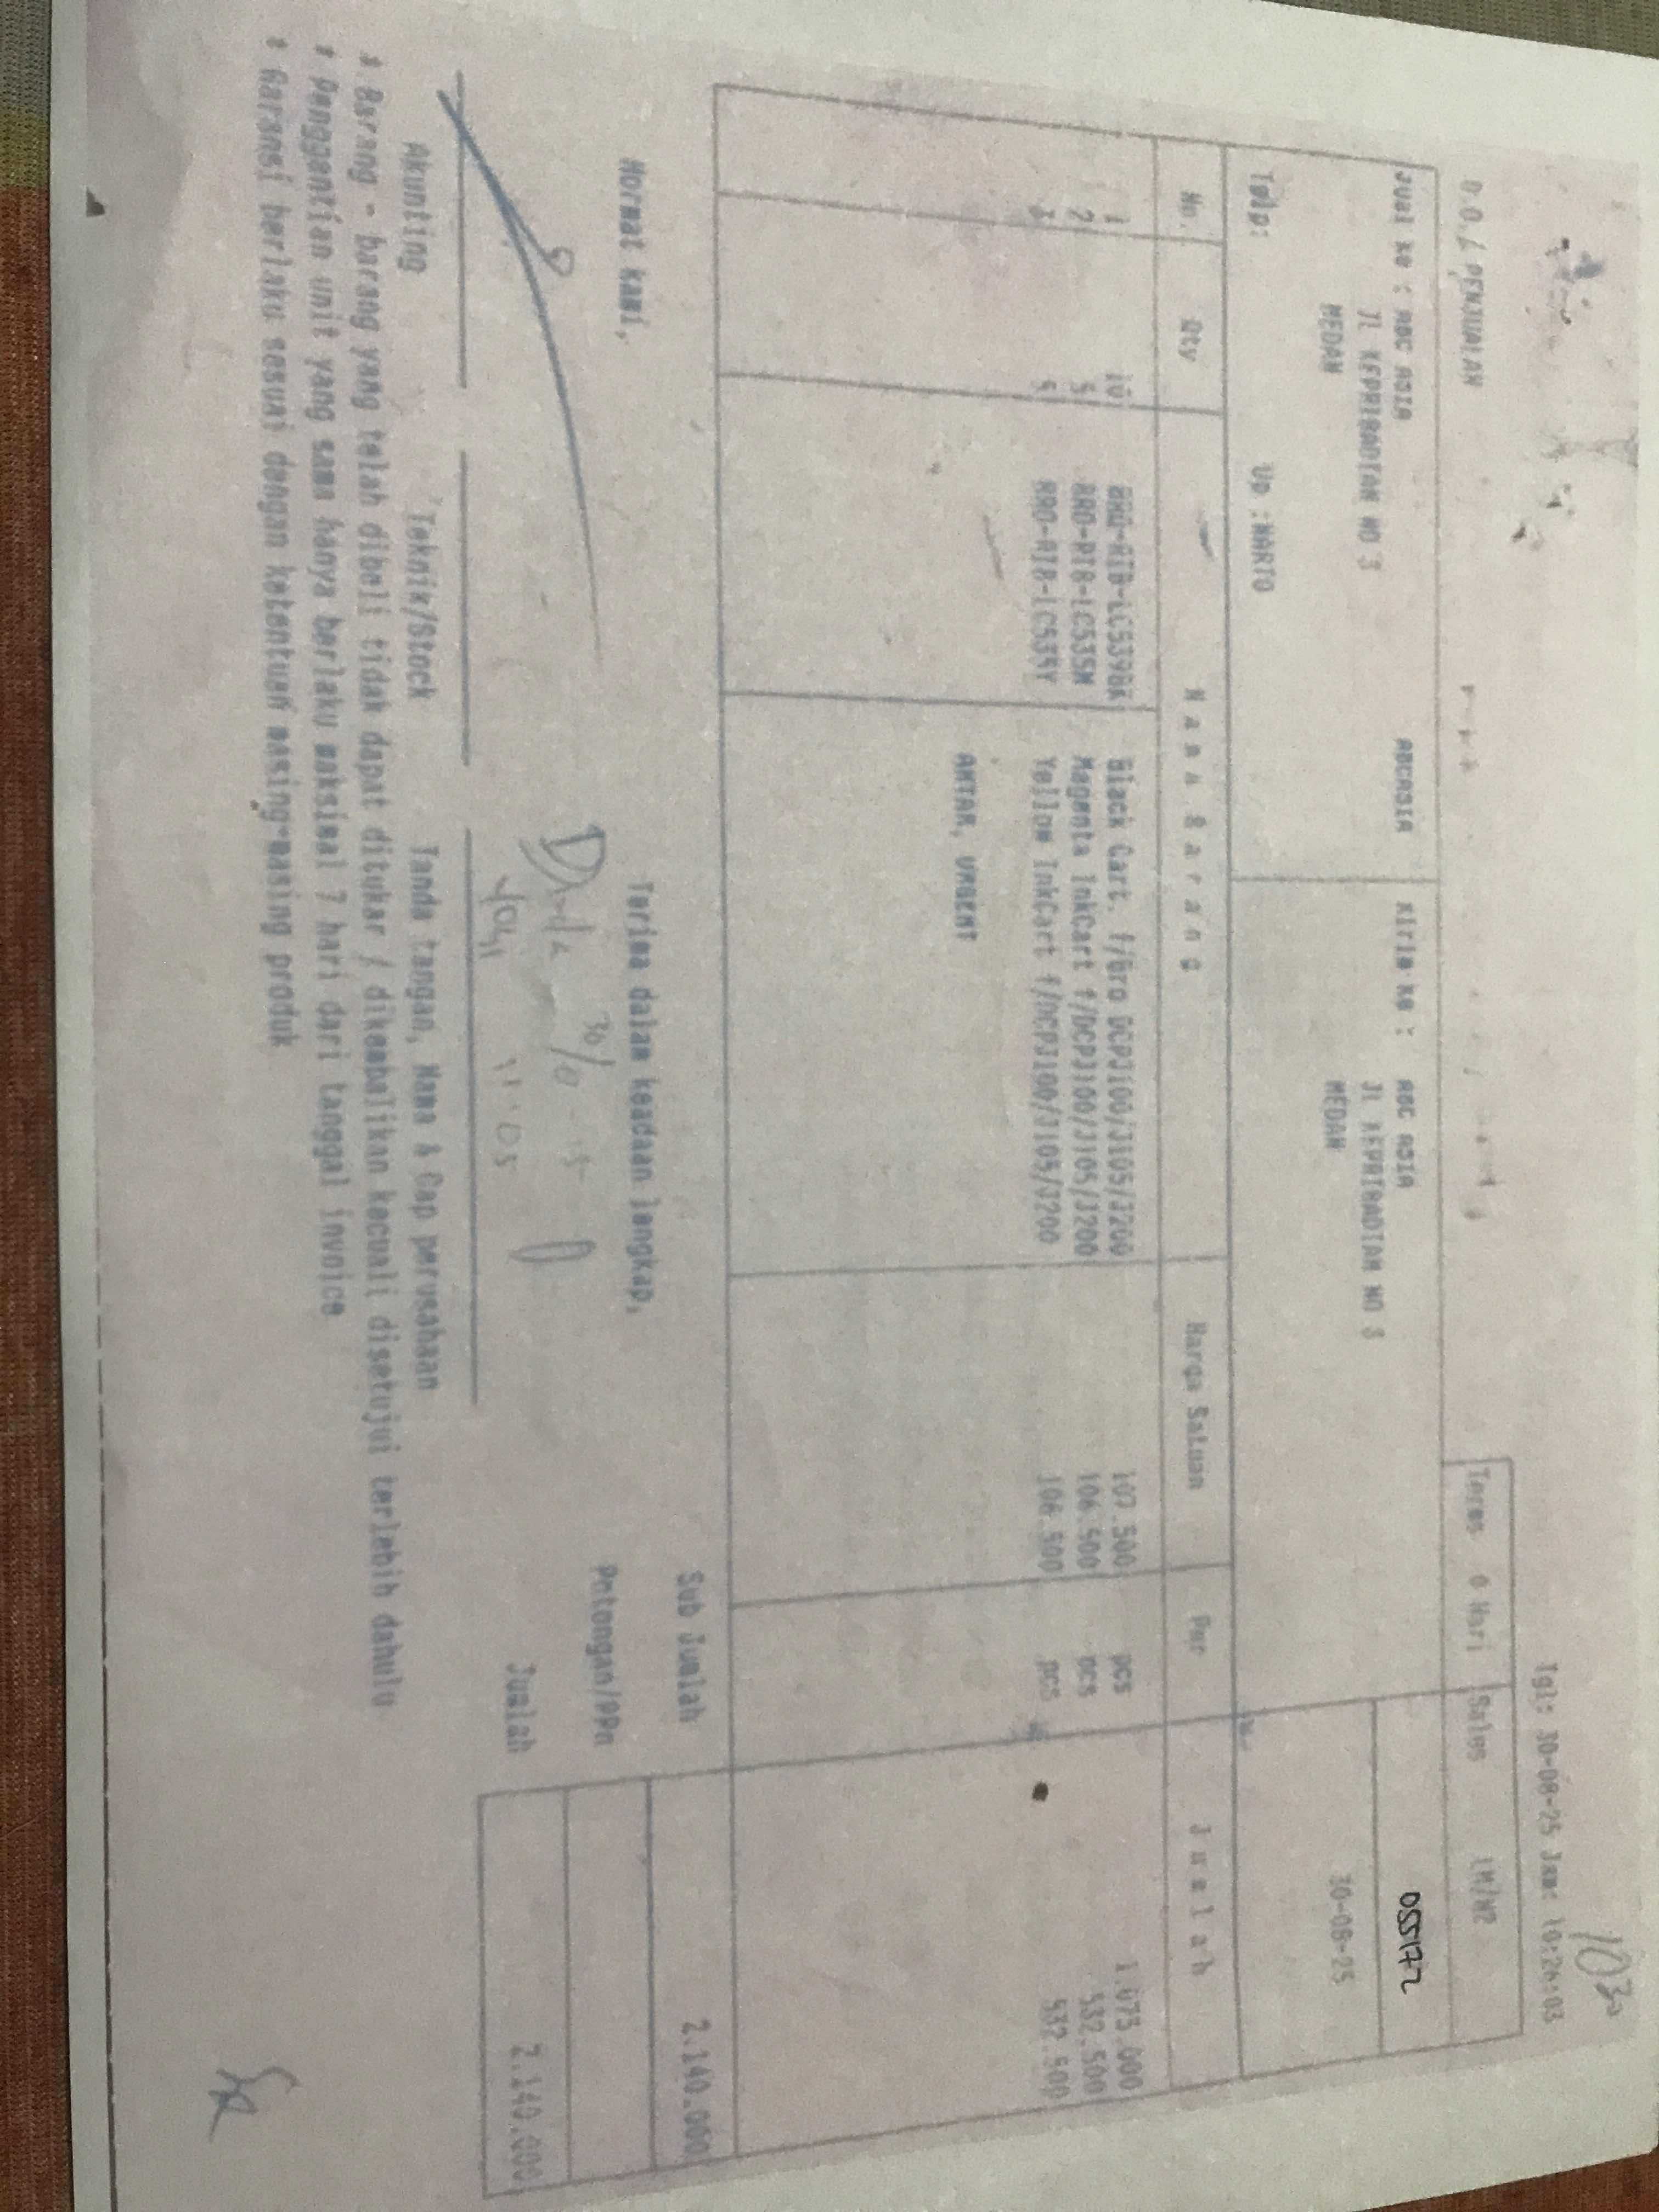 1030
Tgl: 30-08-25 Jam: 10:26:03
D.O./ PENJUALAN
Terms 0 Hari Sales LM/M2
Jual ke : ABC ASIA ABCASIA Kirim ke : ABC ASIA 055172
JL KEPRIBADIAN NO 3 JL KEPRIBADIAN NO 3
MEDAN MEDAN 30-08-25
Telp: Up :WARTO
No. Qty Nama Barang Harga Satuan Per Jumlah
1 10 BRO-RIB-LC539BK Black Cart. f/Bro DCPJ100/J105/J200 107.500 pcs 1.075.000
2 5 BRO-RIB-LC535M Magenta InkCart f/DCPJ100/J105/J200 106.500 pcs 532.500
3 5 BRO-RIB-LC535Y Yellow InkCart f/DCPJ100/J105/J200 106.500 pcs 532.500
ANTAR, URGENT
Sub Jumlah 2.140.000
Hormat kami, Terima dalam keadaan lengkap,
Potongan/PPn
Jumlah 2.140.000
11.05
Akunting Teknik/Stock Tanda tangan, Nama & Cap perusahaan
* Barang - barang yang telah dibeli tidak dapat ditukar / dikembalikan kecuali disetujui terlebih dahulu
* Penggantian unit yang sama hanya berlaku maksimal 7 hari dari tanggal invoice
* Garansi berlaku sesuai dengan ketentuan masing-masing produk